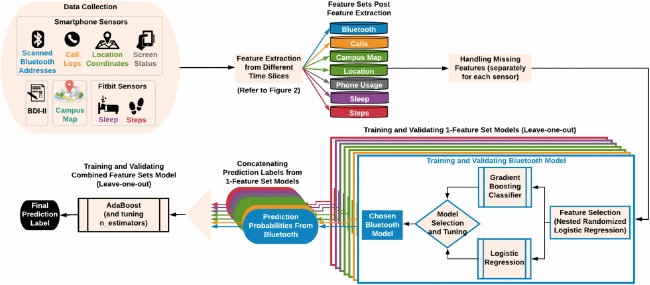 Data Collection
Smartphone Sensors
Scanned
Bluetooth
Addresses
Call
Logs
Location
Coordinates
Screen
Status
BDI-II
Campus
Map
Fitbit Sensors
Sleep
Steps
Feature Extraction
from Different
Time Slices
(Refer to Figure 2)
Feature Sets Post
Feature Extraction
Bluetooth
Calls
Campus Map
Location
Phone Usage
Sleep
Steps
Handling Missing
Features (separately
for each sensor)
Training and Validating 1-Feature Set Models (Leave-one-out)
Training and Validating Bluetooth Model
Feature Selection
(Nested Randomized
Logistic Regression)
Gradient
Boosting
Classifier
Logistic
Regression
Model
Selection
and Tuning
Chosen
Bluetooth
Model
Concatenating
Prediction Labels from
1-Feature Set Models
Prediction
Probabilities From
Bluetooth
Training and Validating
Combined Feature Sets Model
(Leave-one-out)
AdaBoost
(and tuning
n_estimators)
Final
Prediction
Label